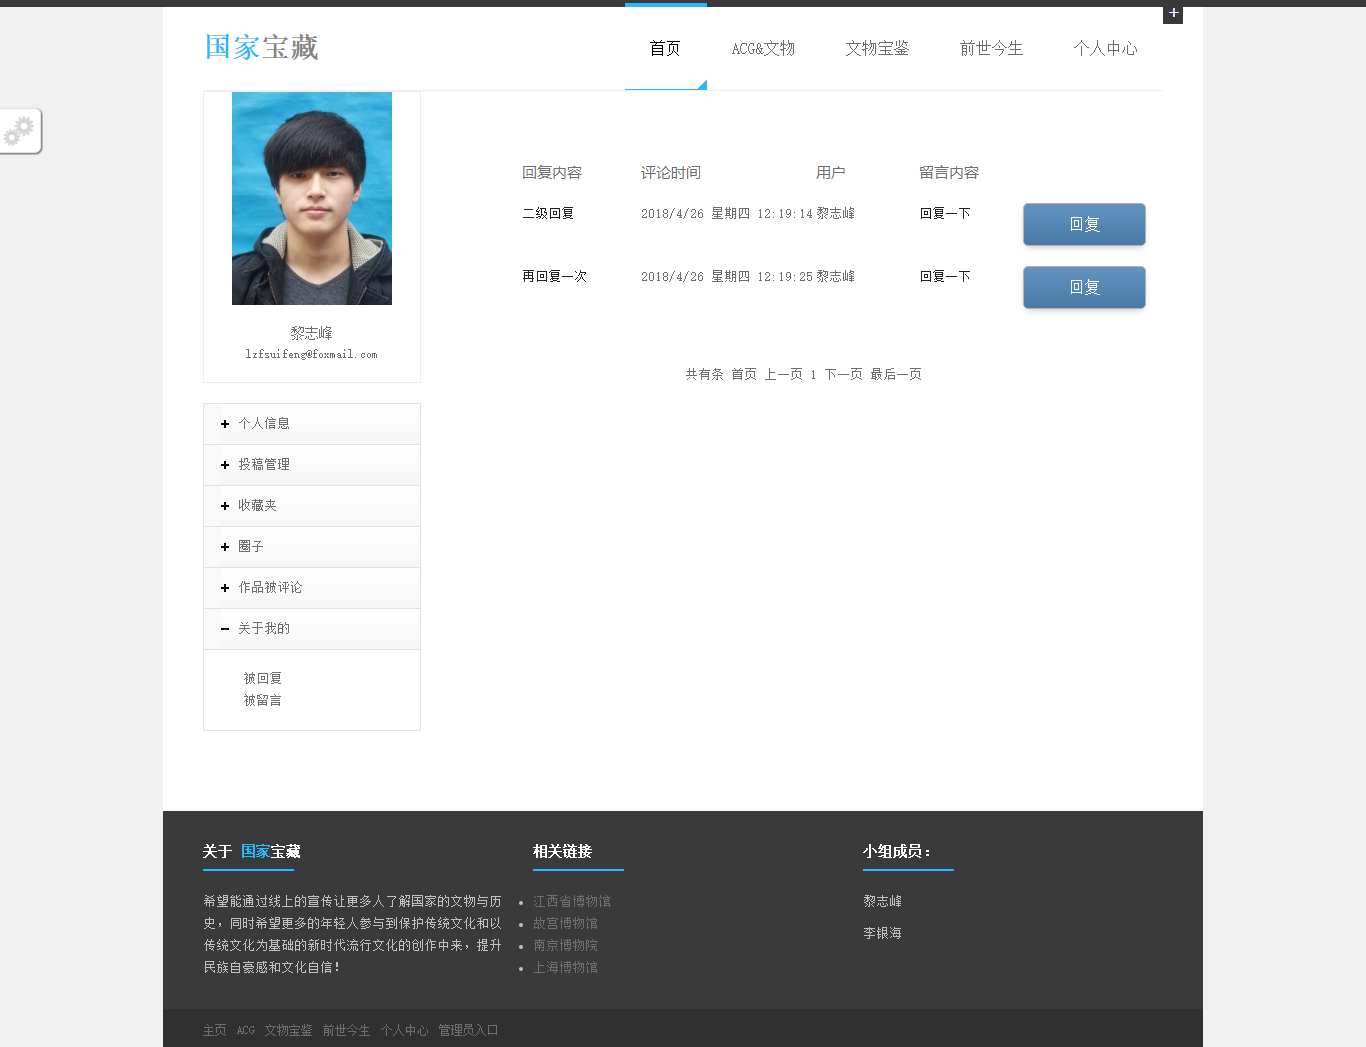 国家宝藏
首页 ACG&文物 文物宝鉴 前世今生 个人中心
+
黎志峰
lzfsuifeng@foxmail.com
回复内容 评论时间 用户 留言内容
二级回复 2018/4/26 星期四 12:19:14 黎志峰 回复一下 回复
再回复一次 2018/4/26 星期四 12:19:25 黎志峰 回复一下 回复
共有条 首页 上一页 1 下一页 最后一页
个人信息
投稿管理
收藏夹
圈子
作品被评论
关于我的
被回复
被留言
关于 国家宝藏
希望能通过线上的宣传让更多人了解国家的文物与历
史，同时希望更多的年轻人参与到保护传统文化和以
传统文化为基础的新时代流行文化的创作中来，提升
民族自豪感和文化自信！
相关链接
江西省博物馆
故宫博物馆
南京博物院
上海博物馆
小组成员：
黎志峰
李银海
主页 ACG 文物宝鉴 前世今生 个人中心 管理员入口